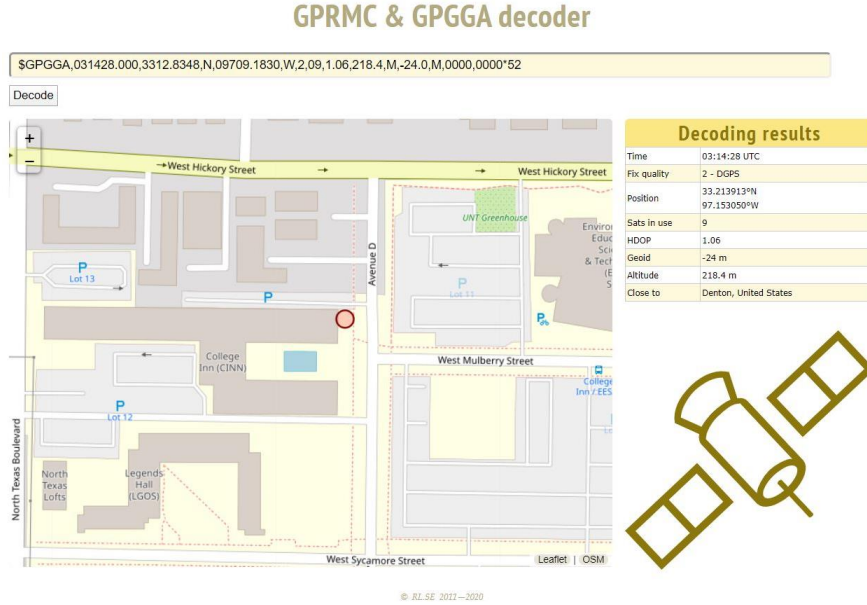 GPRMC & GPGGA decoder
$GPGGA,031428.000,3312.8348,N,09709.1830,W,2,09,1.06,218.4,M,-24.0,M,0000,0000*52
Decode
+
−
West Hickory Street
West Hickory Street
UNT Greenhouse
Avenue D
P
Lot 13
P
P
Lot 11
P
College
Inn (CINN)
West Mulberry Street
College
Inn / EES
P
Lot 12
North Texas Boulevard
North
Texas
Lofts
Legends
Hall
(LGOS)
West Sycamore Street
Leaflet | OSM
Decoding results
Time 03:14:28 UTC
Fix quality 2 - DGPS
Position 33.213913°N
97.153050°W
Sats in use 9
HDOP 1.06
Geoid -24 m
Altitude 218.4 m
Close to Denton, United States
© RL.SE 2011—2020